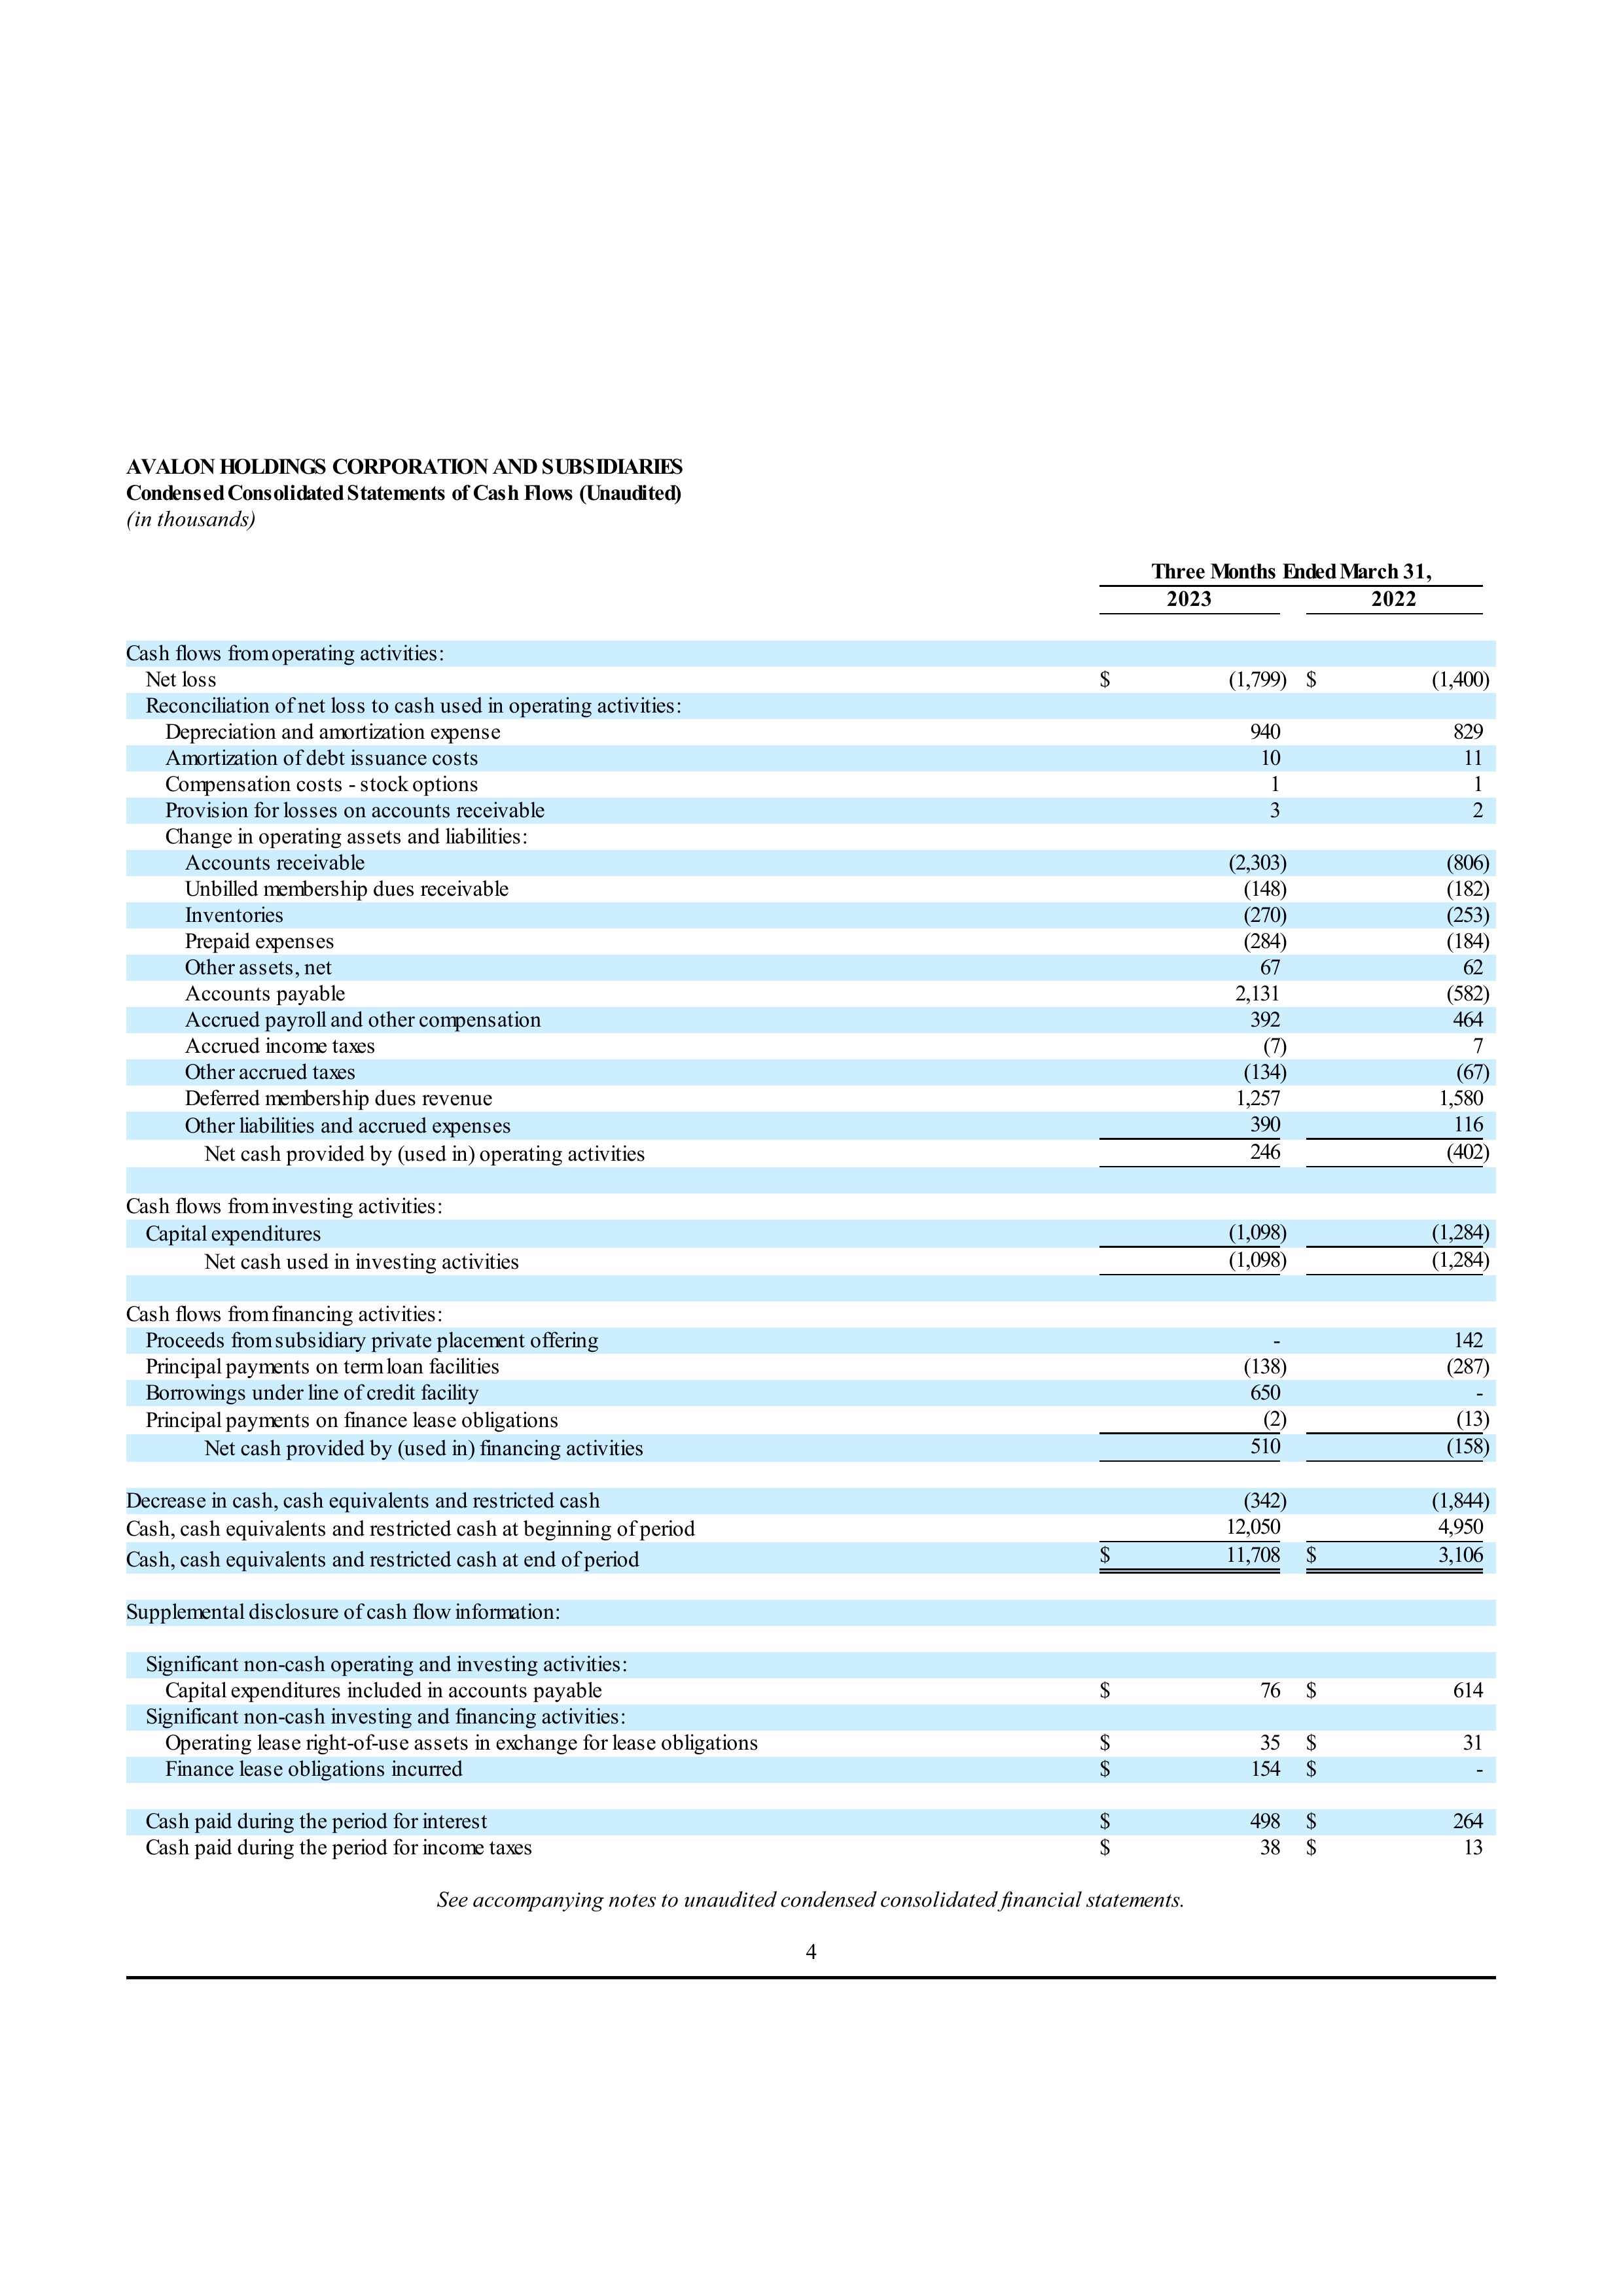 AVALON HOLDINGS CORPORATION AND SUBSIDIARIES
Condensed Consolidated Statements of Cash Flows (Unaudited)
(in thousands)
Three Months Ended March 31,
2023 2022
Cash flows from operating activities:
Net loss $ (1,799) $ (1,400)
Reconciliation of net loss to cash used in operating activities:
Depreciation and amortization expense 940 829
Amortization of debt issuance costs 10 11
Compensation costs - stock options 1 1
Provision for losses on accounts receivable 3 2
Change in operating assets and liabilities:
Accounts receivable (2,303) (806)
Unbilled membership dues receivable (148) (182)
Inventories (270) (253)
Prepaid expenses (284) (184)
Other assets, net 67 62
Accounts payable 2,131 (582)
Accrued payroll and other compensation 392 464
Accrued income taxes (7) 7
Other accrued taxes (134) (67)
Deferred membership dues revenue 1,257 1,580
Other liabilities and accrued expenses 390 116
Net cash provided by (used in) operating activities 246 (402)
Cash flows from investing activities:
Capital expenditures (1,098) (1,284)
Net cash used in investing activities (1,098) (1,284)
Cash flows from financing activities:
Proceeds from subsidiary private placement offering - 142
Principal payments on term loan facilities (138) (287)
Borrowings under line of credit facility 650 -
Principal payments on finance lease obligations (2) (13)
Net cash provided by (used in) financing activities 510 (158)
Decrease in cash, cash equivalents and restricted cash (342) (1,844)
Cash, cash equivalents and restricted cash at beginning of period 12,050 4,950
Cash, cash equivalents and restricted cash at end of period $ 11,708 $ 3,106
Supplemental disclosure of cash flow information:
Significant non-cash operating and investing activities:
Capital expenditures included in accounts payable $ 76 $ 614
Significant non-cash investing and financing activities:
Operating lease right-of-use assets in exchange for lease obligations $ 35 $ 31
Finance lease obligations incurred $ 154 $ -
Cash paid during the period for interest $ 498 $ 264
Cash paid during the period for income taxes $ 38 $ 13
See accompanying notes to unaudited condensed consolidated financial statements.
4